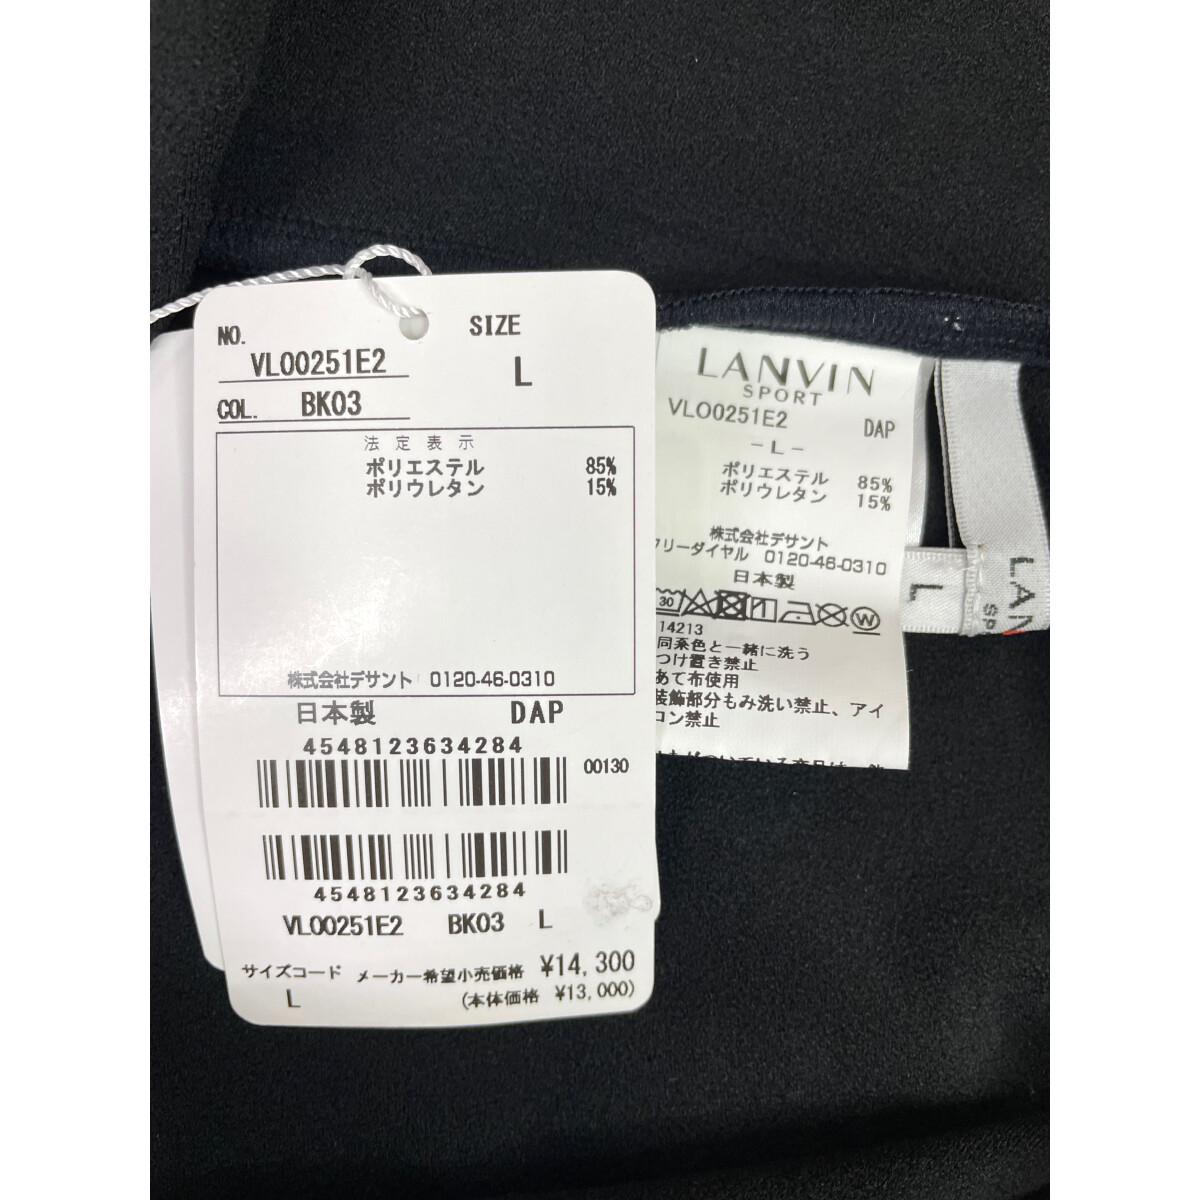 NO.
VL00251E2
COL. BK03
SIZE
L
法定表示
ポリエステル 85%
ポリウレタン 15%
株式会社デサント 0120-46-0310
日本製 DAP
4548123634284
00130
4548123634284
VL00251E2 BK03 L
サイズコード メーカー希望小売価格 ¥14,300
L (本体価格 ¥13,000)
LANVIN
SPORT
VLO0251E2 DAP
-L-
ポリエステル 85%
ポリウレタン 15%
株式会社デサント
フリーダイヤル 0120-46-0310
日本製
30 W
14213
同系色と一緒に洗う
つけ置き禁止
あて布使用
装飾部分もみ洗い禁止、アイ
ロン禁止
L
LAN
SP